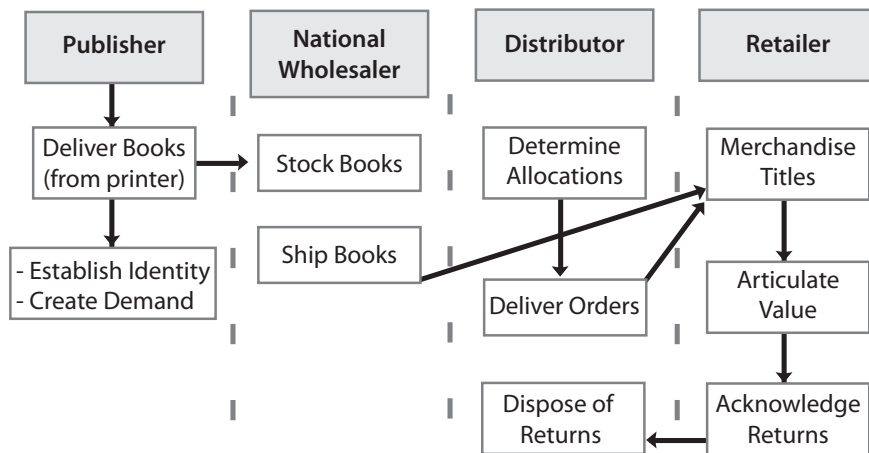 Publisher
National
Wholesaler
Distributor
Retailer
Deliver Books
(from printer)
Stock Books
Determine
Allocations
Merchandise
Titles
- Establish Identity
- Create Demand
Ship Books
Deliver Orders
Articulate
Value
Dispose of
Returns
Acknowledge
Returns